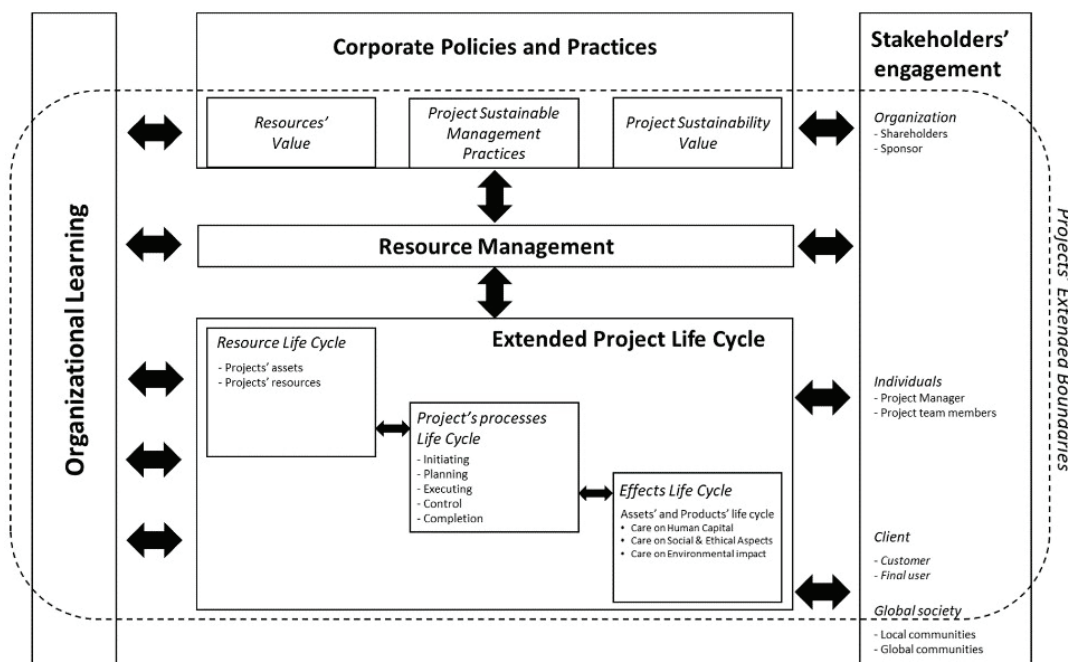 Corporate Policies and Practices
Resources'
Value
Project Sustainable
Management
Practices
Project Sustainability
Value
Stakeholders'
engagement
Organization
- Shareholders
- Sponsor
Organizational Learning
Resource Management
Extended Project Life Cycle
Resource Life Cycle
- Projects' assets
- Projects' resources
Project's processes
Life Cycle
- Initiating
- Planning
- Executing
- Control
- Completion
Effects Life Cycle
Assets' and Products' life cycle
• Care on Human Capital
• Care on Social & Ethical Aspects
• Care on Environmental impact
Individuals
- Project Manager
- Project team members
Client
- Customer
- Final user
Global society
- Local communities
- Global communities
Projects' Extended Boundaries